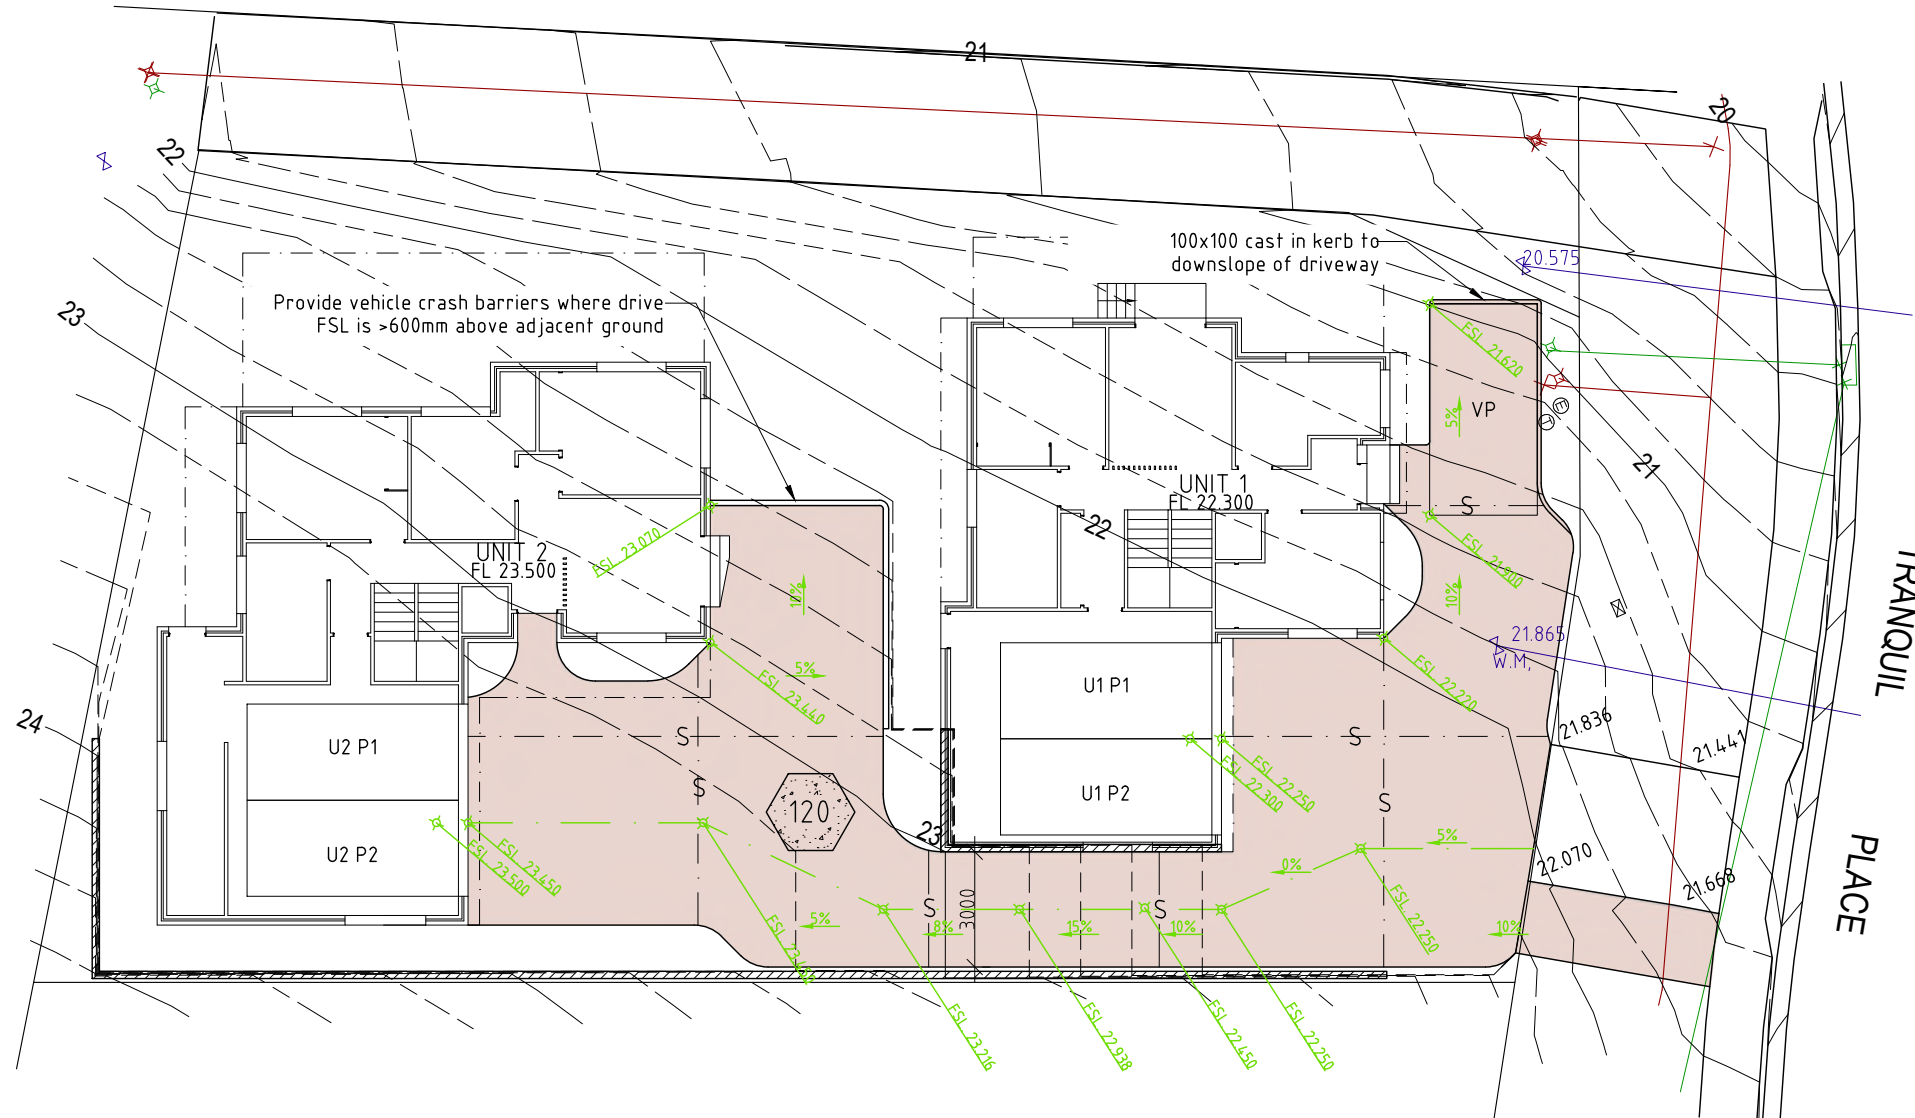 21
20
22
100x100 cast in kerb to
downslope of driveway
20.575
Provide vehicle crash barriers where drive
FSL is >600mm above adjacent ground
23
FSL 21.620
VP
5%
E
T
21
UNIT 1
FL 22.300
S
22
FSL 21.900
UNIT 2
FL 23.500
FSL 23.070
10%
10%
TRANQUIL
21.865
W.M,
5%
FSL 23.440
U1 P1
FSL 22.220
24
U2 P1
S
S
21.836
21.441
FSL 22.250
FSL 22.300
S
U1 P2
S
120
23
5%
PLACE
U2 P2
0%
22.070
21.668
FSL 23.450
FSL 23.500
S
3000
S
5%
8%
15%
10%
10%
FSL 22.250
FSL 23.216
FSL 22.938
FSL 22.450
FSL 22.250